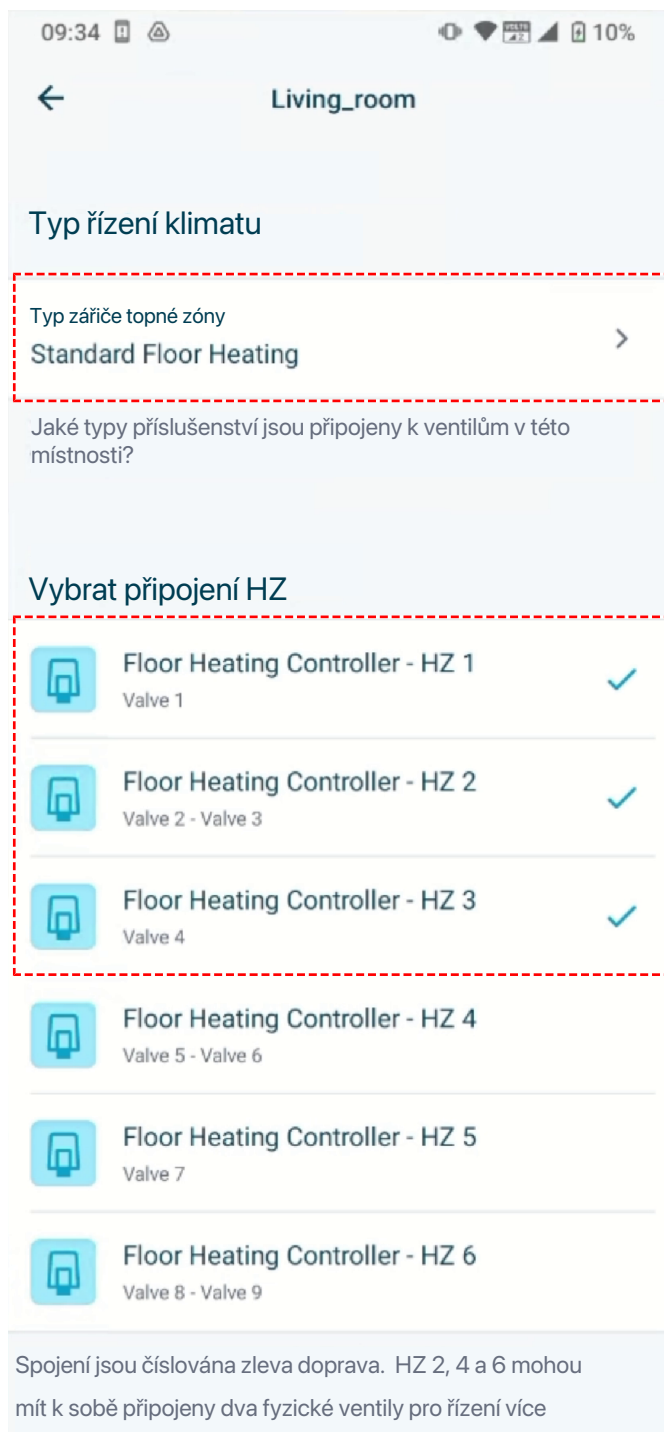 09:34 10%
Living_room
Typ řízení klimatu
Typ zářiče topné zóny
Standard Floor Heating
Jaké typy příslušenství jsou připojeny k ventilům v této
místnosti?
Vybrat připojení HZ
Floor Heating Controller - HZ 1
Valve 1
Floor Heating Controller - HZ 2
Valve 2 - Valve 3
Floor Heating Controller - HZ 3
Valve 4
Floor Heating Controller - HZ 4
Valve 5 - Valve 6
Floor Heating Controller - HZ 5
Valve 7
Floor Heating Controller - HZ 6
Valve 8 - Valve 9
Spojení jsou číslována zleva doprava. HZ 2, 4 a 6 mohou
mít k sobě připojeny dva fyzické ventily pro řízení více